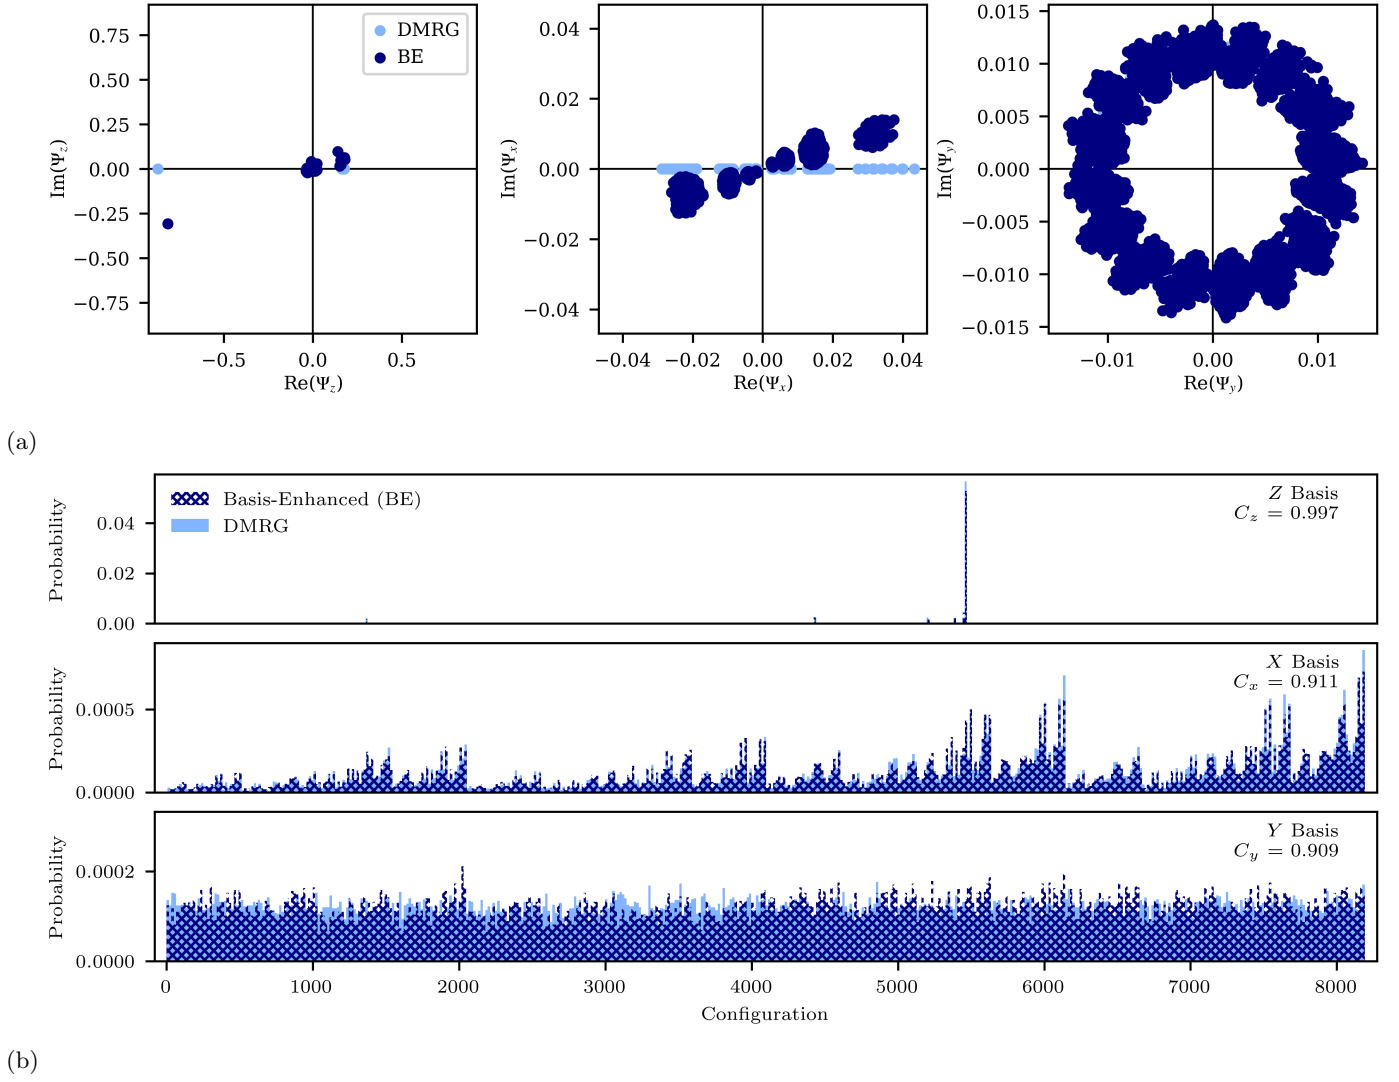 DMRG
BE
0.75
0.50
0.25
0.00
−0.25
−0.50
−0.75
Im(Ψz)
−0.5 0.0 0.5
Re(Ψz)
0.04
0.02
0.00
−0.02
−0.04
Im(Ψx)
−0.04 −0.02 0.00 0.02 0.04
Re(Ψx)
0.015
0.010
0.005
0.000
−0.005
−0.010
−0.015
Im(Ψy)
−0.01 0.00 0.01
Re(Ψy)
(a)
Basis-Enhanced (BE)
DMRG
Z Basis
Cz = 0.997
Probability
0.04
0.02
0.00
X Basis
Cx = 0.911
Probability
0.0005
0.0000
Y Basis
Cy = 0.909
Probability
0.0002
0.0000
0 1000 2000 3000 4000 5000 6000 7000 8000
Configuration
(b)